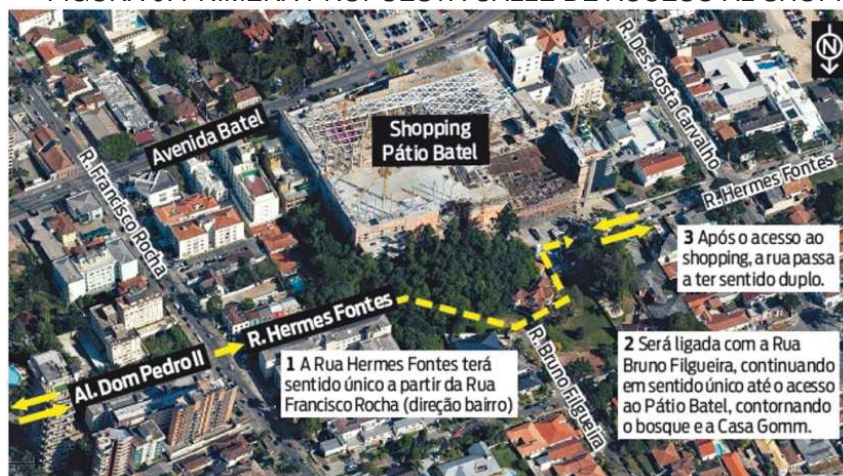 Avenida Batel
Shopping
Pátio Batel
R. Des. costa Carvalho
N
R. Francisco Rocha
R. Hermes Fontes
3 Após o acesso ao
shopping, a rua passa
a ter sentido duplo.
R. Hermes Fontes
Al. Dom Pedro II
1 A Rua Hermes Fontes terá
sentido único a partir da Rua
Francisco Rocha (direção bairro)
R. Bruno Filgueira
2 Será ligada com a Rua
Bruno Filgueira, continuando
em sentido único até o acesso
ao Pátio Batel, contornando
o bosque e a Casa Gomm.